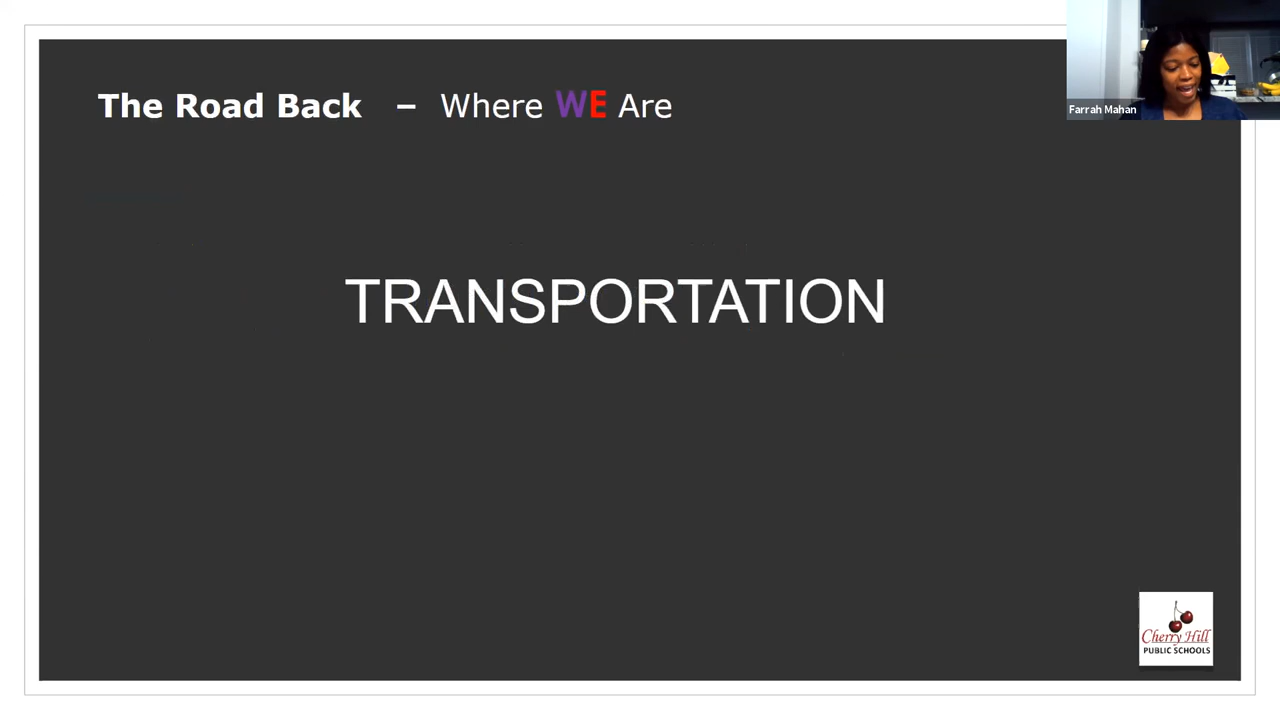 Farrah Mahan
The Road Back – Where WE Are
TRANSPORTATION
Cherry Hill
PUBLIC SCHOOLS